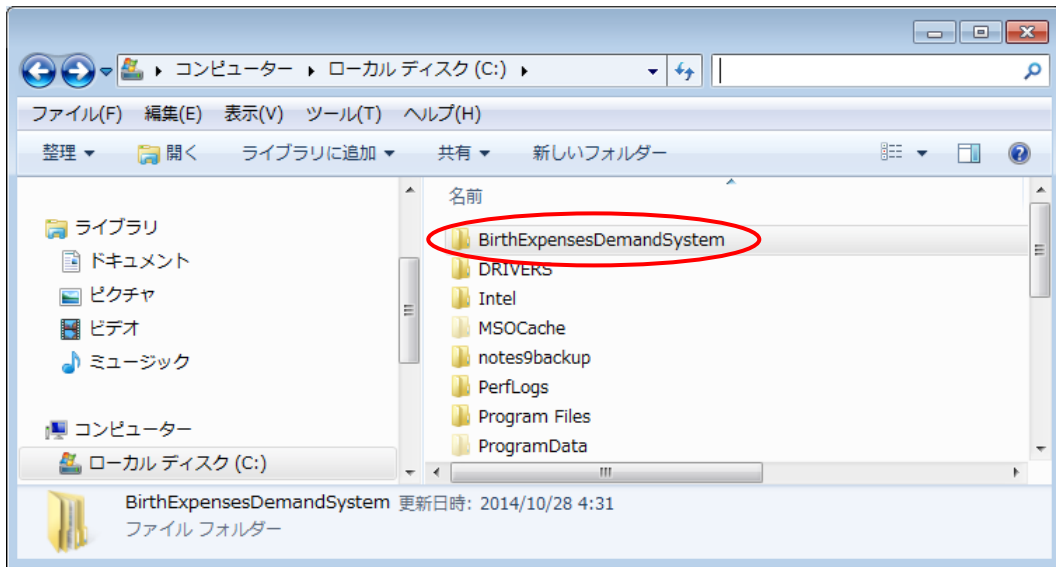 コンピューター ローカル ディスク (C:)
ファイル(F) 編集(E) 表示(V) ツール(T) ヘルプ(H)
整理 開く ライブラリに追加 共有 新しいフォルダー
ライブラリ
ドキュメント
ピクチャ
ビデオ
ミュージック
コンピューター
ローカル ディスク (C:)
名前
BirthExpensesDemandSystem
DRIVERS
Intel
MSOCache
notes9backup
PerfLogs
Program Files
ProgramData
BirthExpensesDemandSystem 更新日時: 2014/10/28 4:31
ファイル フォルダー